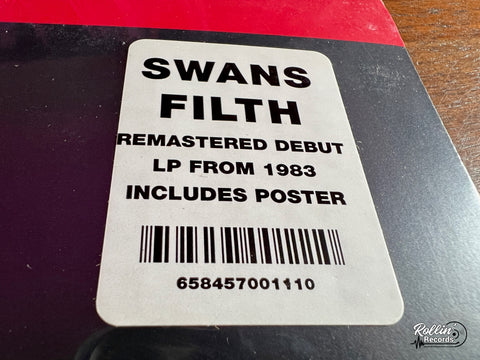 SWANS
FILTH
REMASTERED DEBUT
LP FROM 1983
INCLUDES POSTER
658457001110
Rollin'
Records